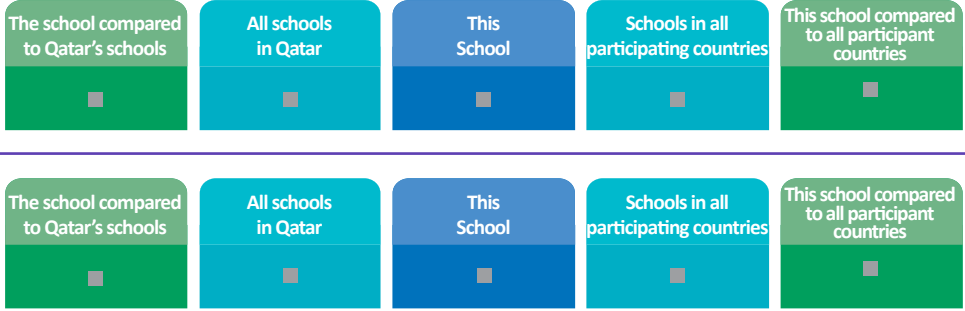 The school compared
to Qatar's schools
All schools
in Qatar
This
School
Schools in all
participating countries
This school compared
to all participant
countries
The school compared
to Qatar's schools
All schools
in Qatar
This
School
Schools in all
participating countries
This school compared
to all participant
countries